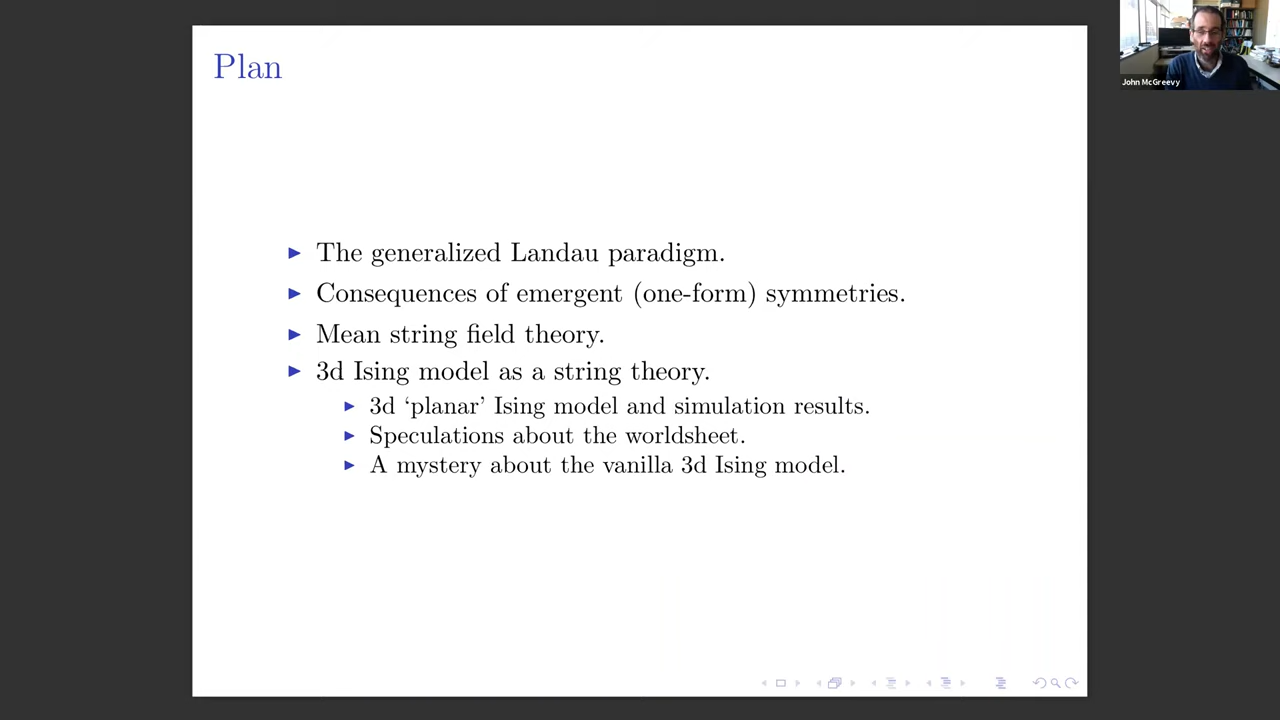 Plan
John McGreevy
▶ The generalized Landau paradigm.
▶ Consequences of emergent (one-form) symmetries.
▶ Mean string field theory.
▶ 3d Ising model as a string theory.
▶ 3d ‘planar’ Ising model and simulation results.
▶ Speculations about the worldsheet.
▶ A mystery about the vanilla 3d Ising model.